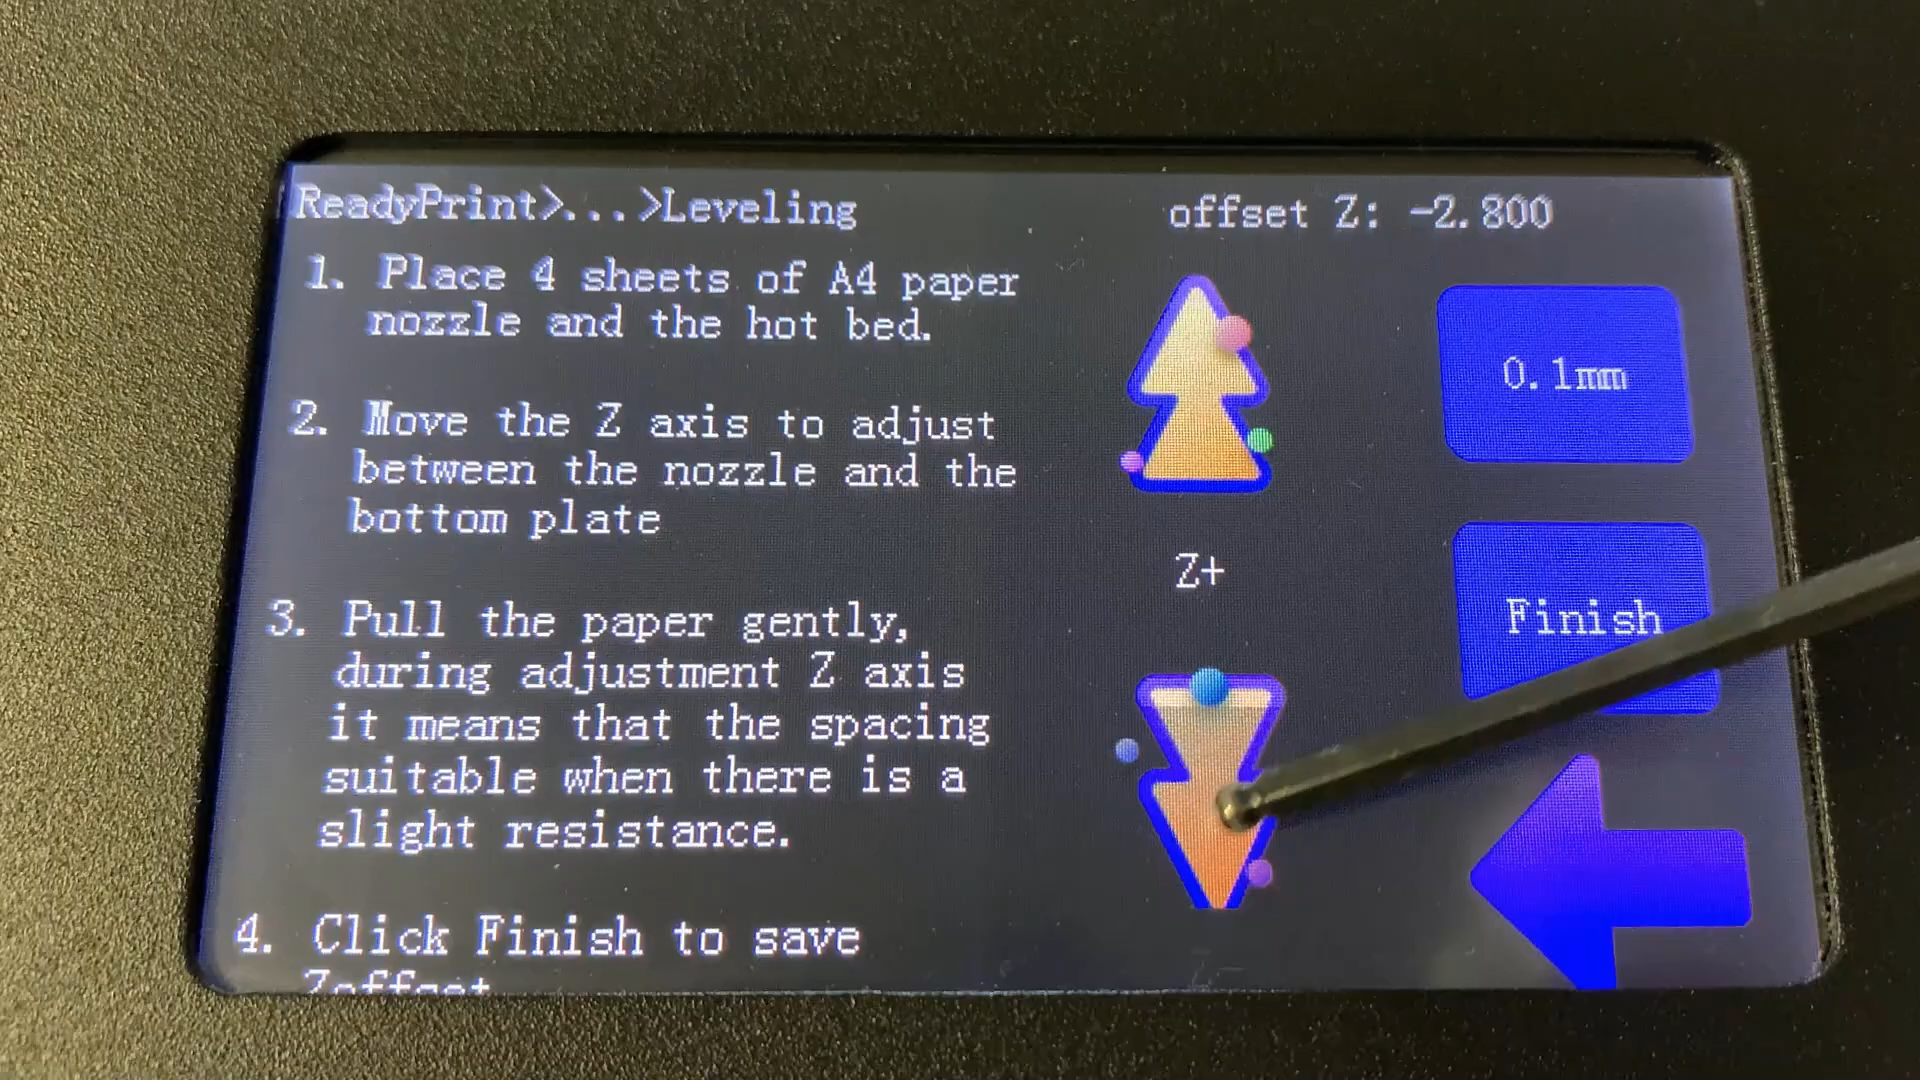 ReadyPrint>...>Leveling
offset Z: -2.800
1. Place 4 sheets of A4 paper
nozzle and the hot bed.
2. Move the Z axis to adjust
between the nozzle and the
bottom plate
3. Pull the paper gently,
during adjustment Z axis
it means that the spacing
suitable when there is a
slight resistance.
4. Click Finish to save
Zoffset
Z+
0.1mm
Finish